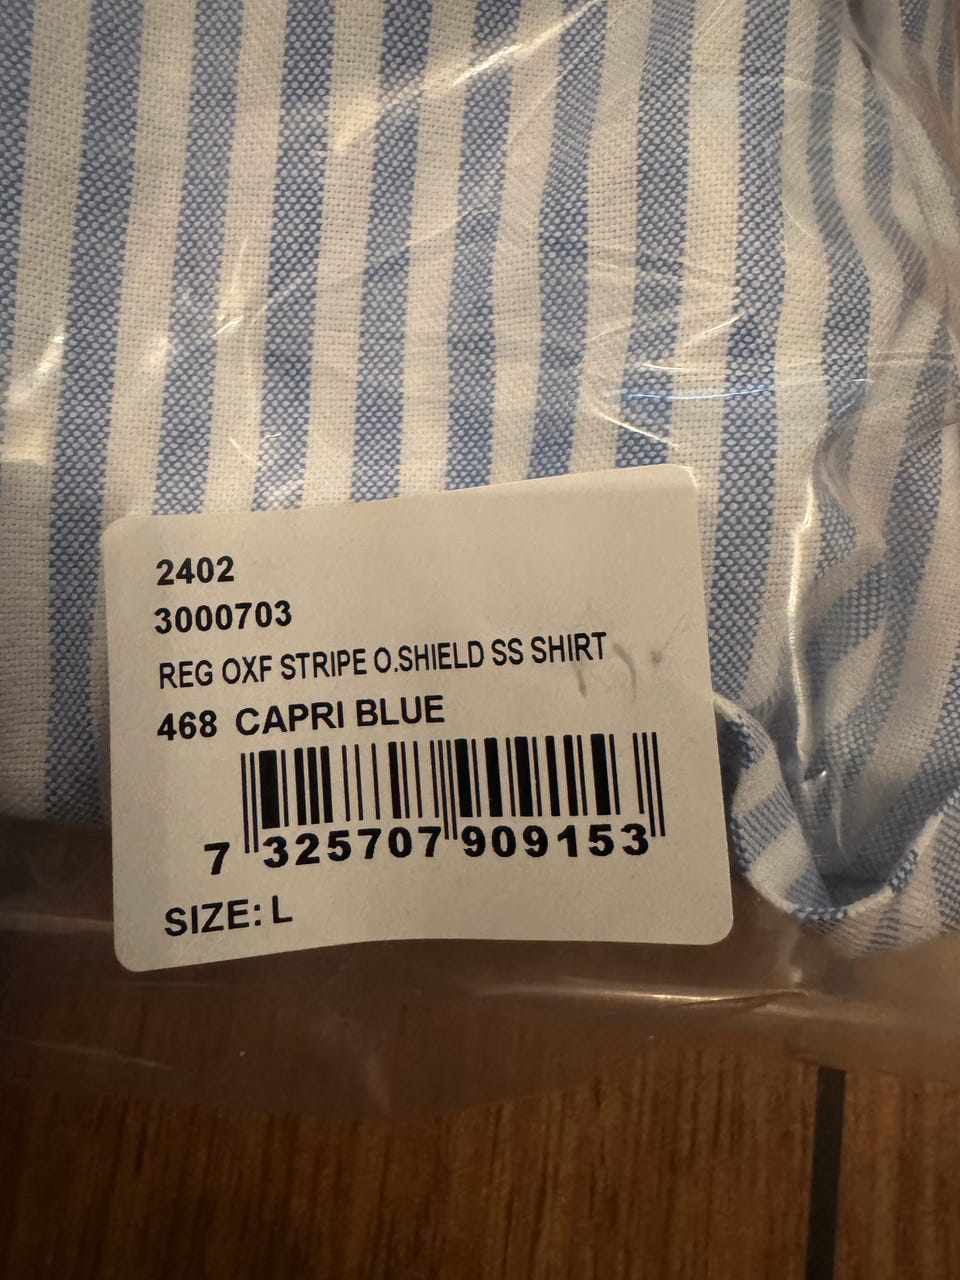 2402
3000703
REG OXF STRIPE O.SHIELD SS SHIRT
468 CAPRI BLUE
7 325707 909153
SIZE: L